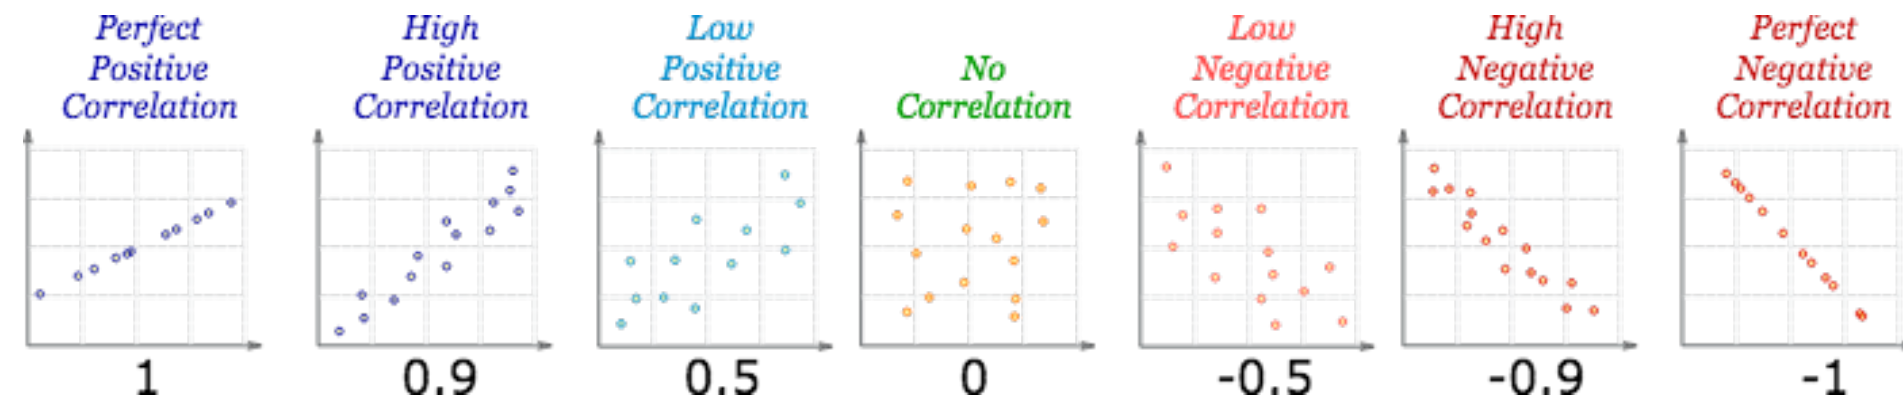 Perfect
Positive
Correlation
High
Positive
Correlation
Low
Positive
Correlation
No
Correlation
Low
Negative
Correlation
High
Negative
Correlation
Perfect
Negative
Correlation
1
0.9
0.5
0
-0.5
-0.9
-1